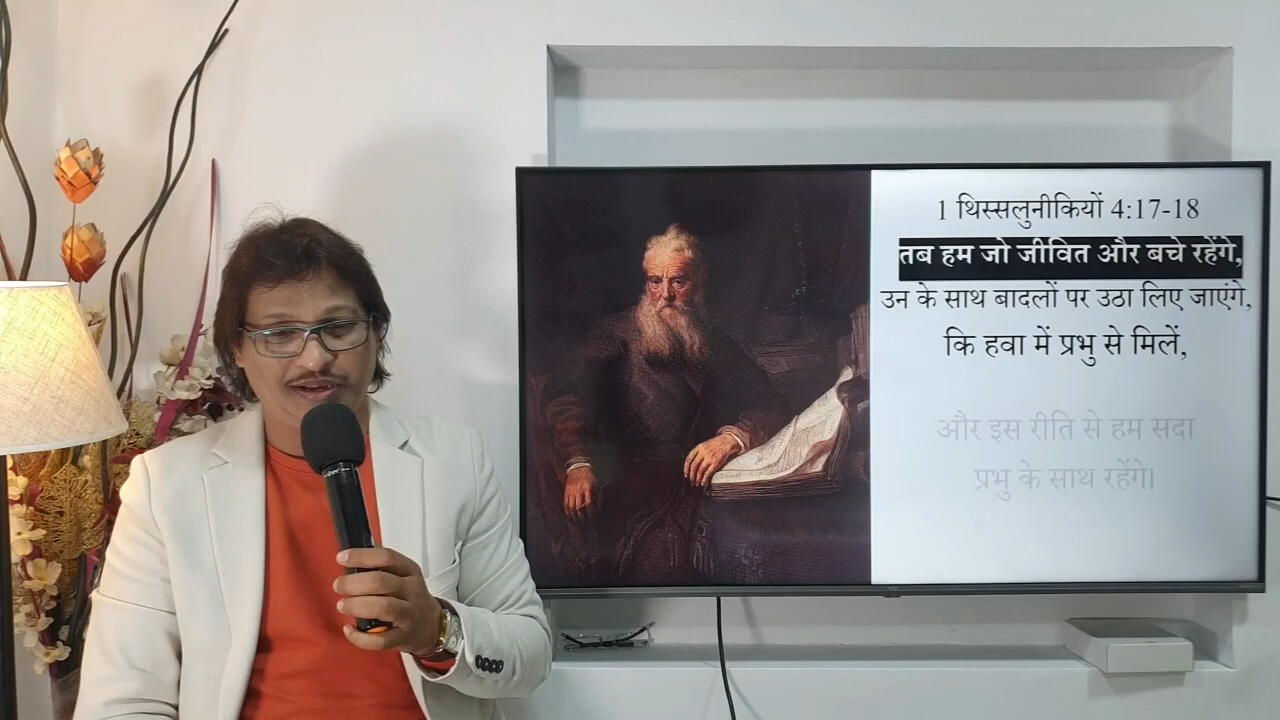 1 थिस्सलुनीकियों 4:17-18
तब हम जो जीवित और बचे रहेंगे,
उन के साथ बादलों पर उठा लिए जाएंगे,
कि हवा में प्रभु से मिलें,
और इस रीति से हम सदा
प्रभु के साथ रहेंगे।